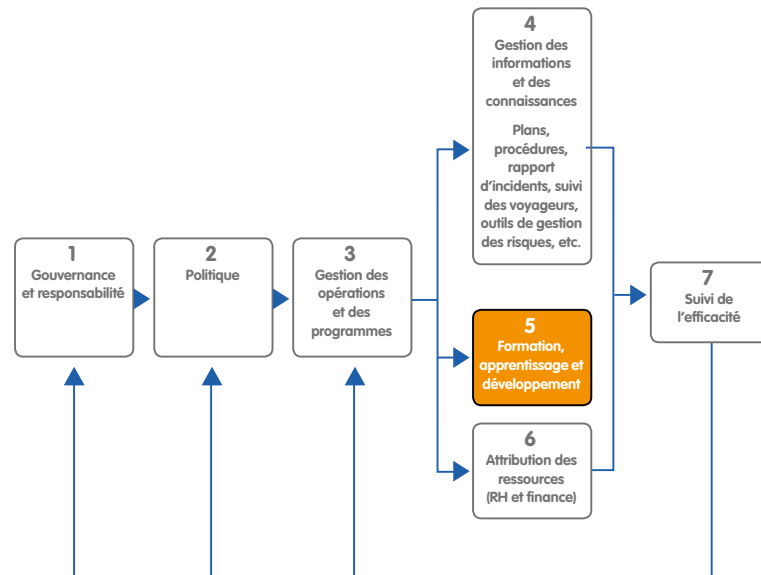 1
Gouvernance
et responsabilité
2
Politique
3
Gestion des
opérations
et des
programmes
4
Gestion des
informations
et des
connaissances
Plans,
procédures,
rapport
d’incidents, suivi
des voyageurs,
outils de gestion
des risques, etc.
5
Formation,
apprentissage et
développement
6
Attribution des
ressources
(RH et finance)
7
Suivi de
l’efficacité